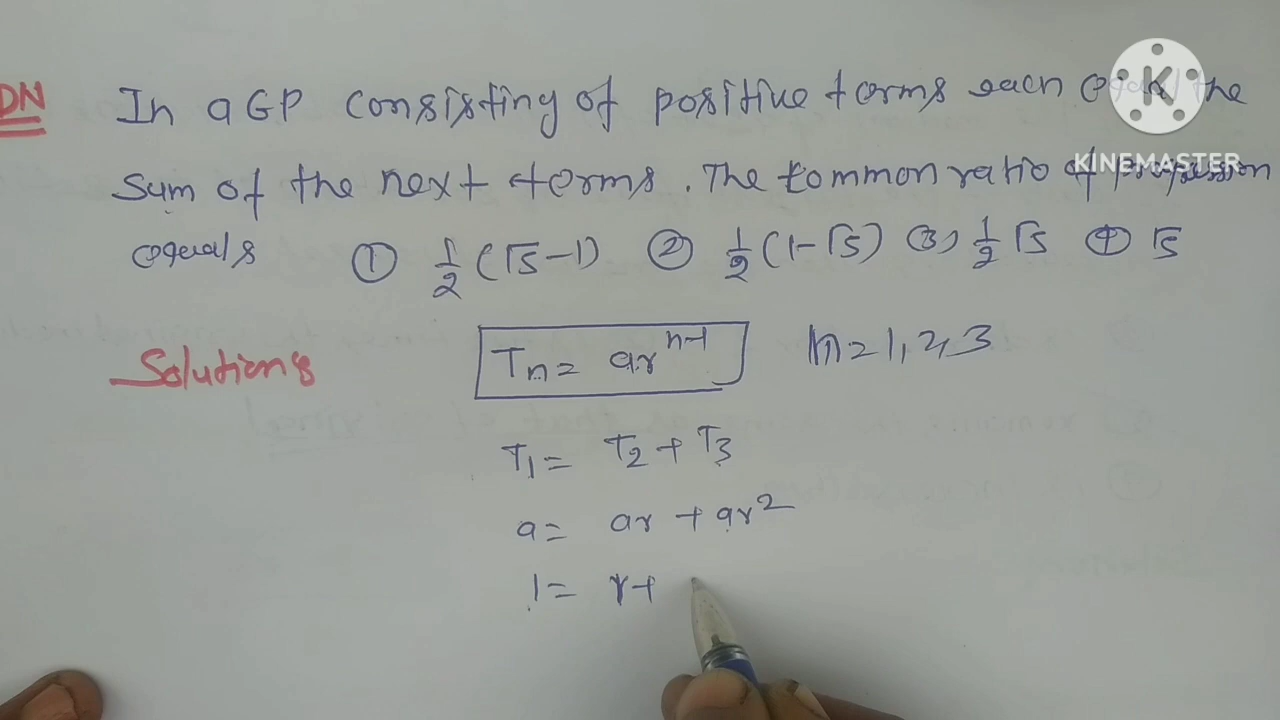 DN In a GP consisting of positive terms each the
KINEMASTER
Sum of the next terms. The common ratio of progression
equals ① 1/2 (√5-1) ② 1/2 (1-√5) (3) 1/2 √5 ④ √5
Solutions Tn= ar^n-1 n=1,2,3
T1= T2+T3
a= ar + ar²
1= r+